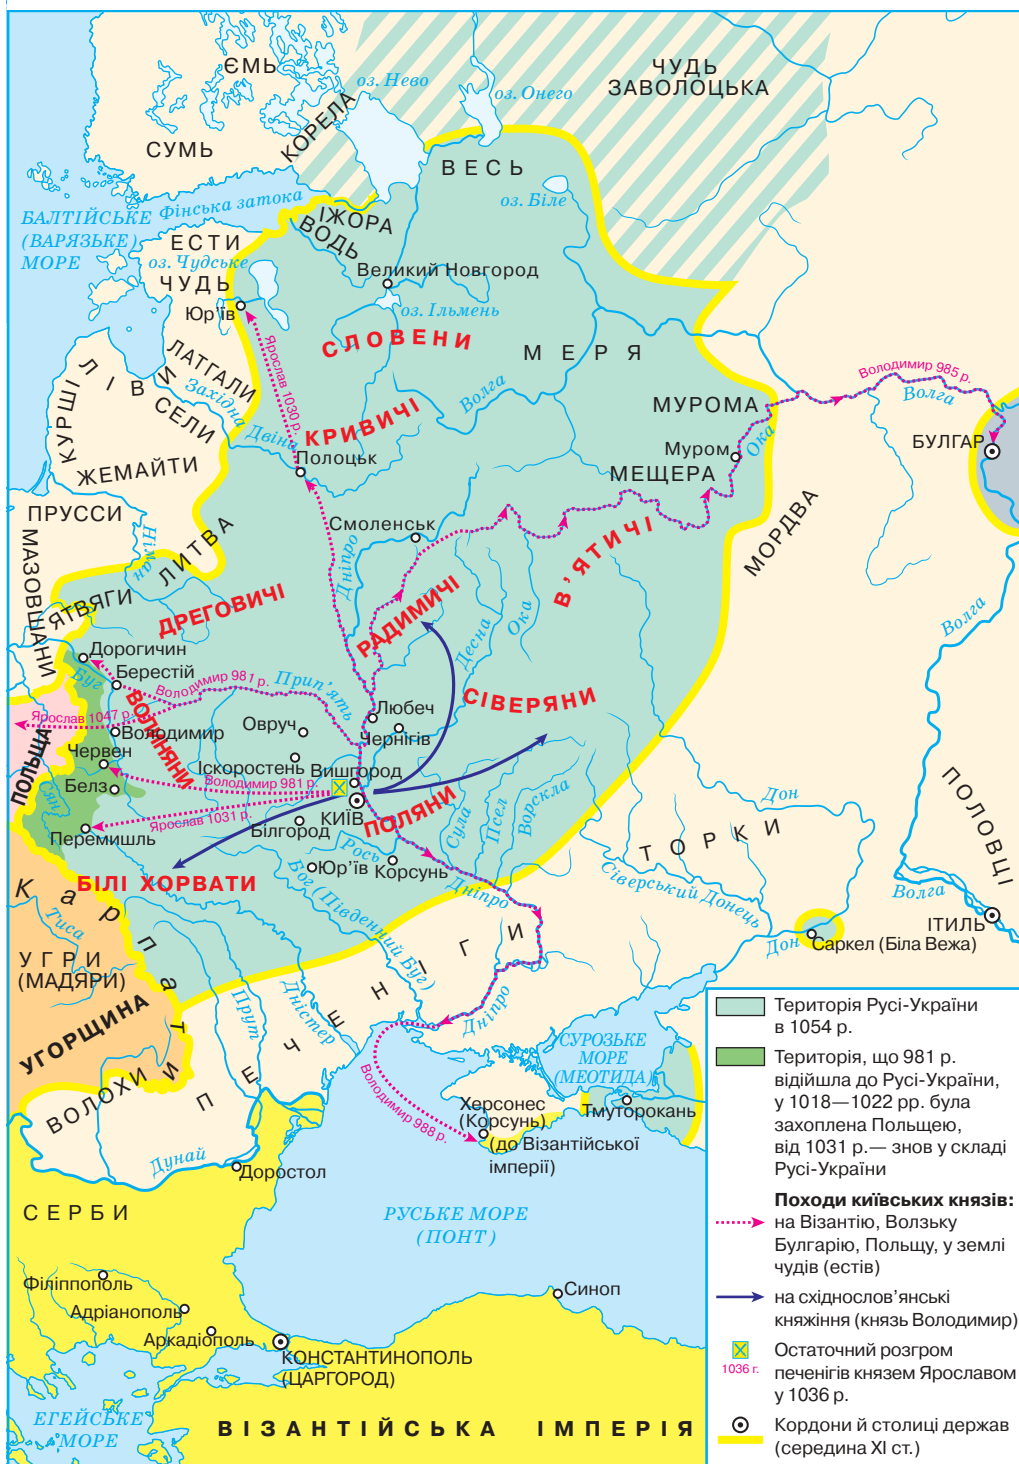 ЄМЬ
оз. Нево
оз. Онего
ЧУДЬ
ЗАВОЛОЦЬКА
СУМЬ
КОРЕЛА
ВЕСЬ
оз. Біле
БАЛТІЙСЬКЕ
(ВАРЯЗЬКЕ)
МОРЕ
Фінська затока
ІЖОРА
ВОДЬ
ЕСТИ
оз. Чудське
ЧУДЬ
Юр'їв
Великий Новгород
оз. Ільмень
СЛОВЕНИ
МЕРЯ
Ярослав 1030 р.
ЛАТГАЛИ
ЛІВИ
КУРШІ
СЕЛИ
Західна
Двіна
ЖЕМАЙТИ
Волга
КРИВИЧІ
Полоцьк
МУРОМА
Муром
МЕЩЕРА
Ока
Володимир 985 р.
Волга
БУЛГАР
ПРУССИ
МАЗОВШАНИ
Німан
ЛИТВА
Смоленськ
Дніпро
В'ЯТИЧІ
МОРДВА
ЯТВЯГИ
ДРЕГОВИЧІ
РАДИМИЧІ
Ока
Десна
Волга
Дорогичин
Буг
Берестій
Володимир 981 р.
Прип'ять
СІВЕРЯНИ
Ярослав 1047 р.
ВОЛИНЯНИ
Володимир
Любеч
Овруч
Чернігів
ПОЛЬЩА
Червен
Іскоростень
Вишгород
Володимир 981 р.
Белз
Сян
КИЇВ
ПОЛЯНИ
Ярослав 1031 р.
Білгород
Перемишль
Сула
Псел
Ворскла
Дон
ПОЛОВЦІ
ТОРКИ
Рось
Юр'їв
Корсунь
Дніпро
Сіверський Донець
Волга
БІЛІ ХОРВАТИ
Карпати
Тиса
Бог (Південний Буг)
УГРИ
(МАДЯРИ)
ІТИЛЬ
Дон
Саркел (Біла Вежа)
УГОРЩИНА
Прут
Дністер
ПЕЧЕНІГИ
Дніпро
ВОЛОХИ
СУРОЗЬКЕ
МОРЕ
(МЕОТИДА)
Володимир 988 р.
Херсонес
(Корсунь)
(до Візантійської
імперії)
Тмуторокань
Дунай
Доростол
СЕРБИ
РУСЬКЕ МОРЕ
(ПОНТ)
Філіппополь
Адріанополь
Аркадіополь
Синоп
КОНСТАНТИНОПОЛЬ
(ЦАРГОРОД)
ЕГЕЙСЬКЕ
МОРЕ
ВІЗАНТІЙСЬКА ІМПЕРІЯ
Територія Русі-України
в 1054 р.
Територія, що 981 р.
відійшла до Русі-України,
у 1018—1022 рр. була
захоплена Польщею,
від 1031 р.— знов у складі
Русі-України
Походи київських князів:
на Візантію, Волзьку
Булгарію, Польщу, у землі
чудів (естів)
на східнослов'янські
княжіння (князь Володимир)
Остаточний розгром
1036 г.
печенігів князем Ярославом
у 1036 р.
Кордони й столиці держав
(середина XI ст.)